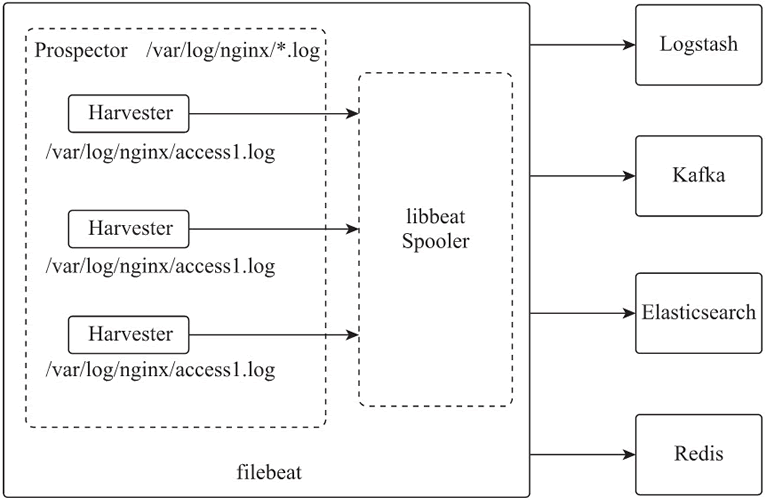 Prospector /var/log/nginx/*.log
Harvester
/var/log/nginx/access1.log
Harvester
/var/log/nginx/access1.log
Harvester
/var/log/nginx/access1.log
libbeat
Spooler
filebeat
Logstash
Kafka
Elasticsearch
Redis